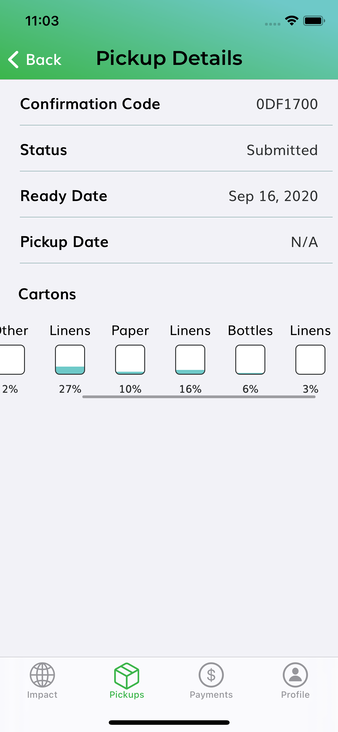 11:03
Back Pickup Details
Confirmation Code 0DF1700
Status Submitted
Ready Date Sep 16, 2020
Pickup Date N/A
Cartons
ther Linens Paper Linens Bottles Linens
2% 27% 10% 16% 6% 3%
Impact Pickups Payments Profile